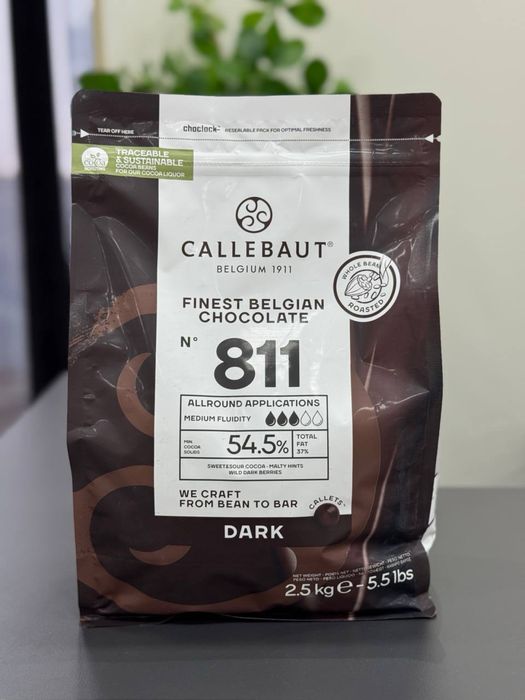 TEAR OFF HERE
choclock™ RESEALABLE PACK FOR OPTIMAL FRESHNESS
TRACEABLE
& SUSTAINABLE
COCOA BEANS
FOR OUR COCOA LIQUOR
CALLEBAUT®
BELGIUM 1911
WHOLE BEAN
ROASTED
FINEST BELGIAN
CHOCOLATE
N° 811
ALLROUND APPLICATIONS
MEDIUM FLUIDITY
MIN. COCOA SOLIDS 54.5% TOTAL FAT 37%
SWEET&SOUR COCOA - MALTY HINTS
WILD DARK BERRIES
WE CRAFT
FROM BEAN TO BAR
CALLETS™
DARK
2.5 kg e - 5.5 lbs